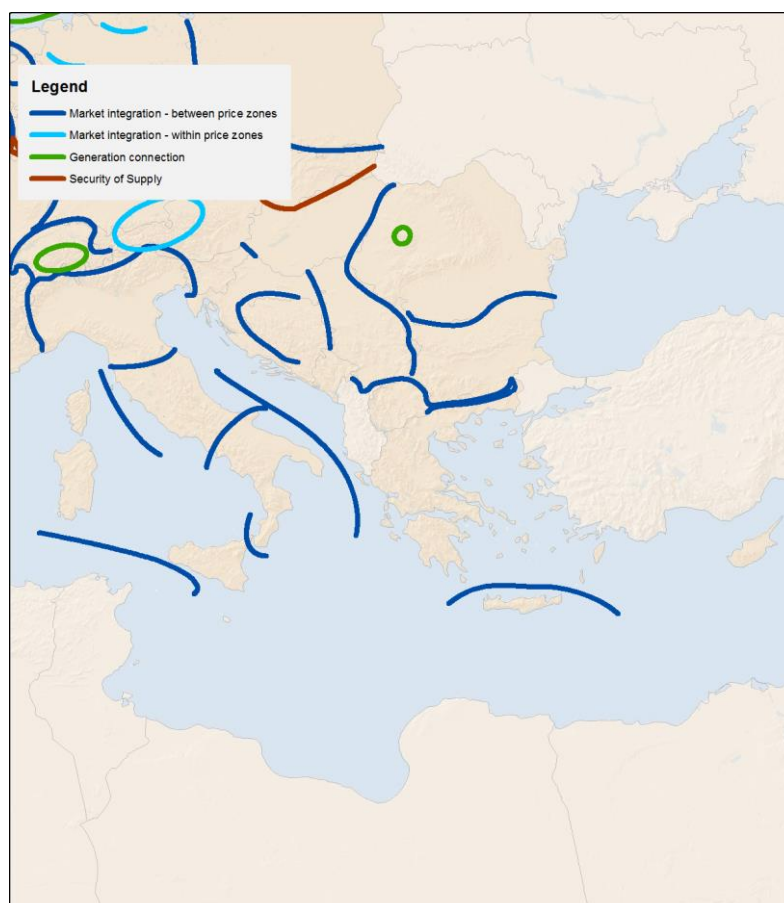 Legend
Market integration - between price zones
Market integration - within price zones
Generation connection
Security of Supply